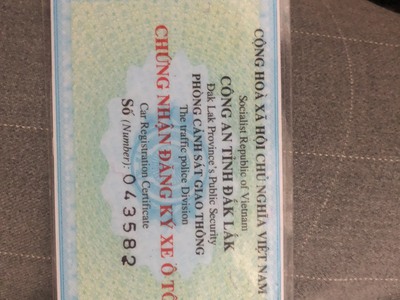 CỘNG HOÀ XÃ HỘI CHỦ NGHĨA VIỆT NAM
Socialist Republic of Vietnam
CÔNG AN TỈNH ĐẮK LẮK
Đak Lak Province's Public Security
PHÒNG CẢNH SÁT GIAO THÔNG
The traffic police Division
CHỨNG NHẬN ĐĂNG KÝ XE Ô TÔ
Car Registration Certificate
Số (Number): 043582